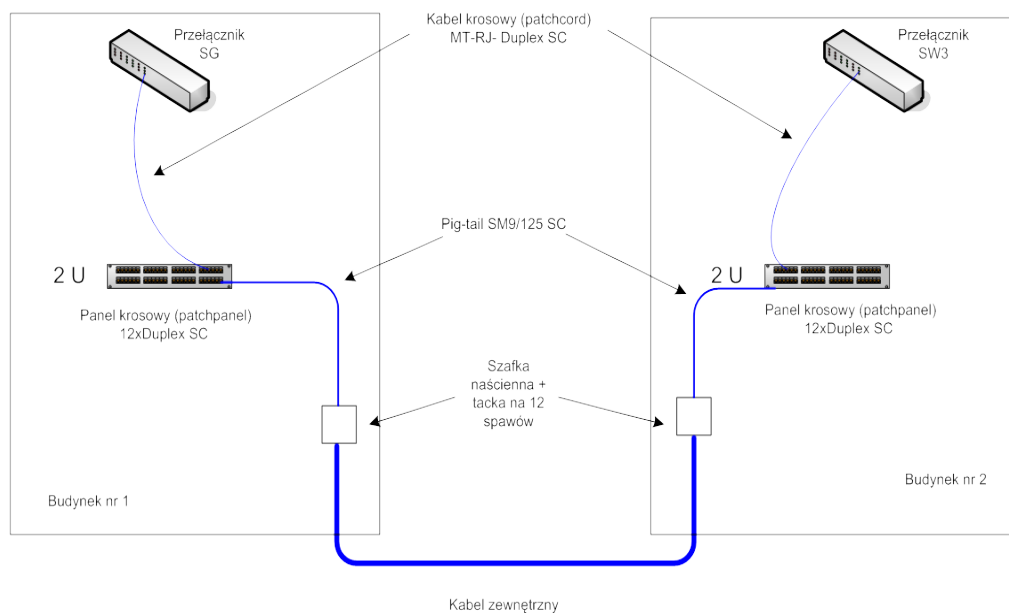 Kabel krosowy (patchcord)
MT-RJ- Duplex SC
Przełącznik
SG
Przełącznik
SW3
Pig-tail SM9/125 SC
2 U
Panel krosowy (patchpanel)
12xDuplex SC
2 U
Panel krosowy (patchpanel)
12xDuplex SC
Szafka
naścienna +
tacka na 12
spawów
Budynek nr 1
Budynek nr 2
Kabel zewnętrzny